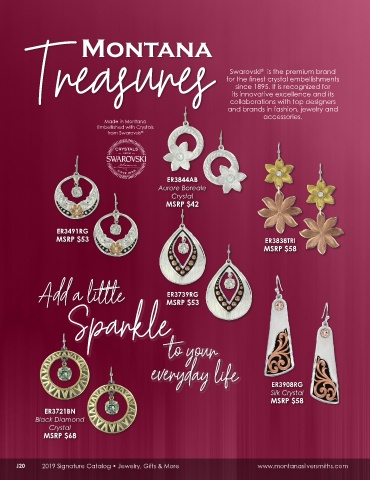 Montana
Treasures
Swarovski® is the premium brand
for the finest crystal embellishments
since 1895. It is recognized for
its innovative excellence and its
collaborations with top designers
and brands in fashion, jewelry and
accessories.
Made in Montana
Embellished with Crystals
from Swarovski®
CRYSTALS
SWAROVSKI
ER3844AB
Aurore Boreale
Crystal
MSRP $42
ER3491RG
MSRP $53
ER3838TRI
MSRP $58
ER3739RG
MSRP $53
Add a little
Sparkle
to your
everyday life
ER3908RG
Silk Crystal
MSRP $58
ER3721BN
Black Diamond
Crystal
MSRP $68
J20 2019 Signature Catalog • Jewelry, Gifts & More www.montanasilversmiths.com